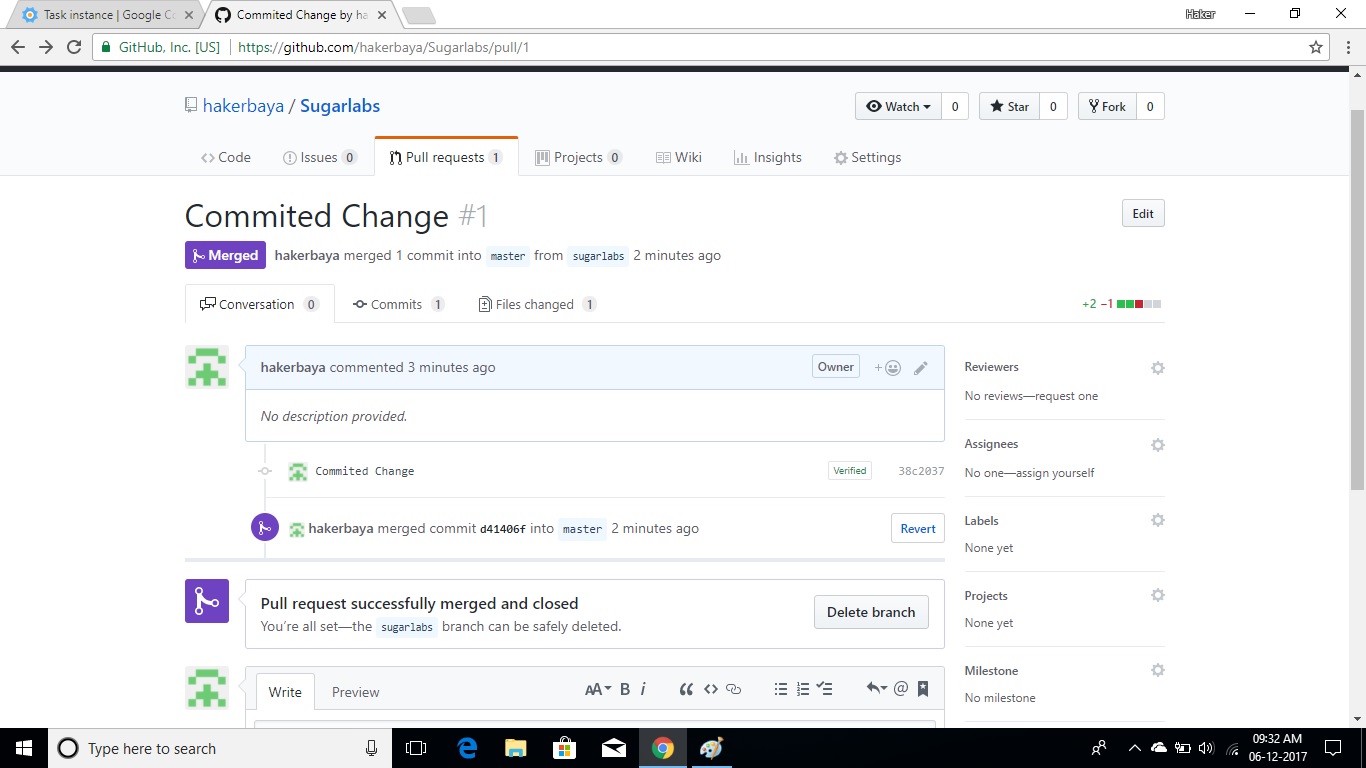 Task instance | Google Co
Commited Change by ha
Haker
GitHub, Inc. [US]
https://github.com/hakerbaya/Sugarlabs/pull/1
hakerbaya / Sugarlabs
Watch 0
Star 0
Fork 0
Code
Issues 0
Pull requests 1
Projects 0
Wiki
Insights
Settings
Commited Change #1
Edit
Merged
hakerbaya merged 1 commit into master from sugarlabs 2 minutes ago
Conversation 0
Commits 1
Files changed 1
+2 −1
hakerbaya commented 3 minutes ago
Owner
No description provided.
Commited Change
Verified
38c2037
hakerbaya merged commit d41406f into master 2 minutes ago
Revert
Pull request successfully merged and closed
You’re all set—the sugarlabs branch can be safely deleted.
Delete branch
Write
Preview
AA B i
Reviewers
No reviews—request one
Assignees
No one—assign yourself
Labels
None yet
Projects
None yet
Milestone
No milestone
Type here to search
09:32 AM
06-12-2017